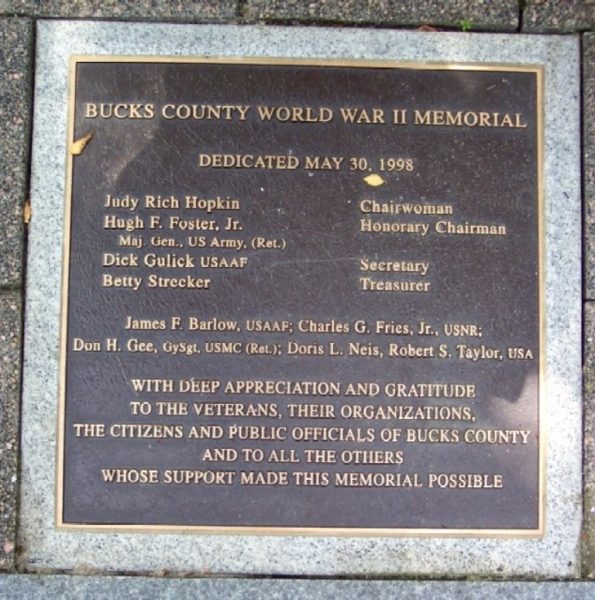 BUCKS COUNTY WORLD WAR II MEMORIAL
DEDICATED MAY 30, 1998
Judy Rich Hopkin Chairwoman
Hugh F. Foster, Jr. Honorary Chairman
Maj. Gen., US Army, (Ret.)
Dick Gulick USAAF Secretary
Betty Strecker Treasurer
James F. Barlow, USAAF; Charles G. Fries, Jr., USNR;
Don H. Gee, GySgt, USMC (Ret.); Doris L. Neis, Robert S. Taylor, USA
WITH DEEP APPRECIATION AND GRATITUDE
TO THE VETERANS, THEIR ORGANIZATIONS,
THE CITIZENS AND PUBLIC OFFICIALS OF BUCKS COUNTY
AND TO ALL THE OTHERS
WHOSE SUPPORT MADE THIS MEMORIAL POSSIBLE